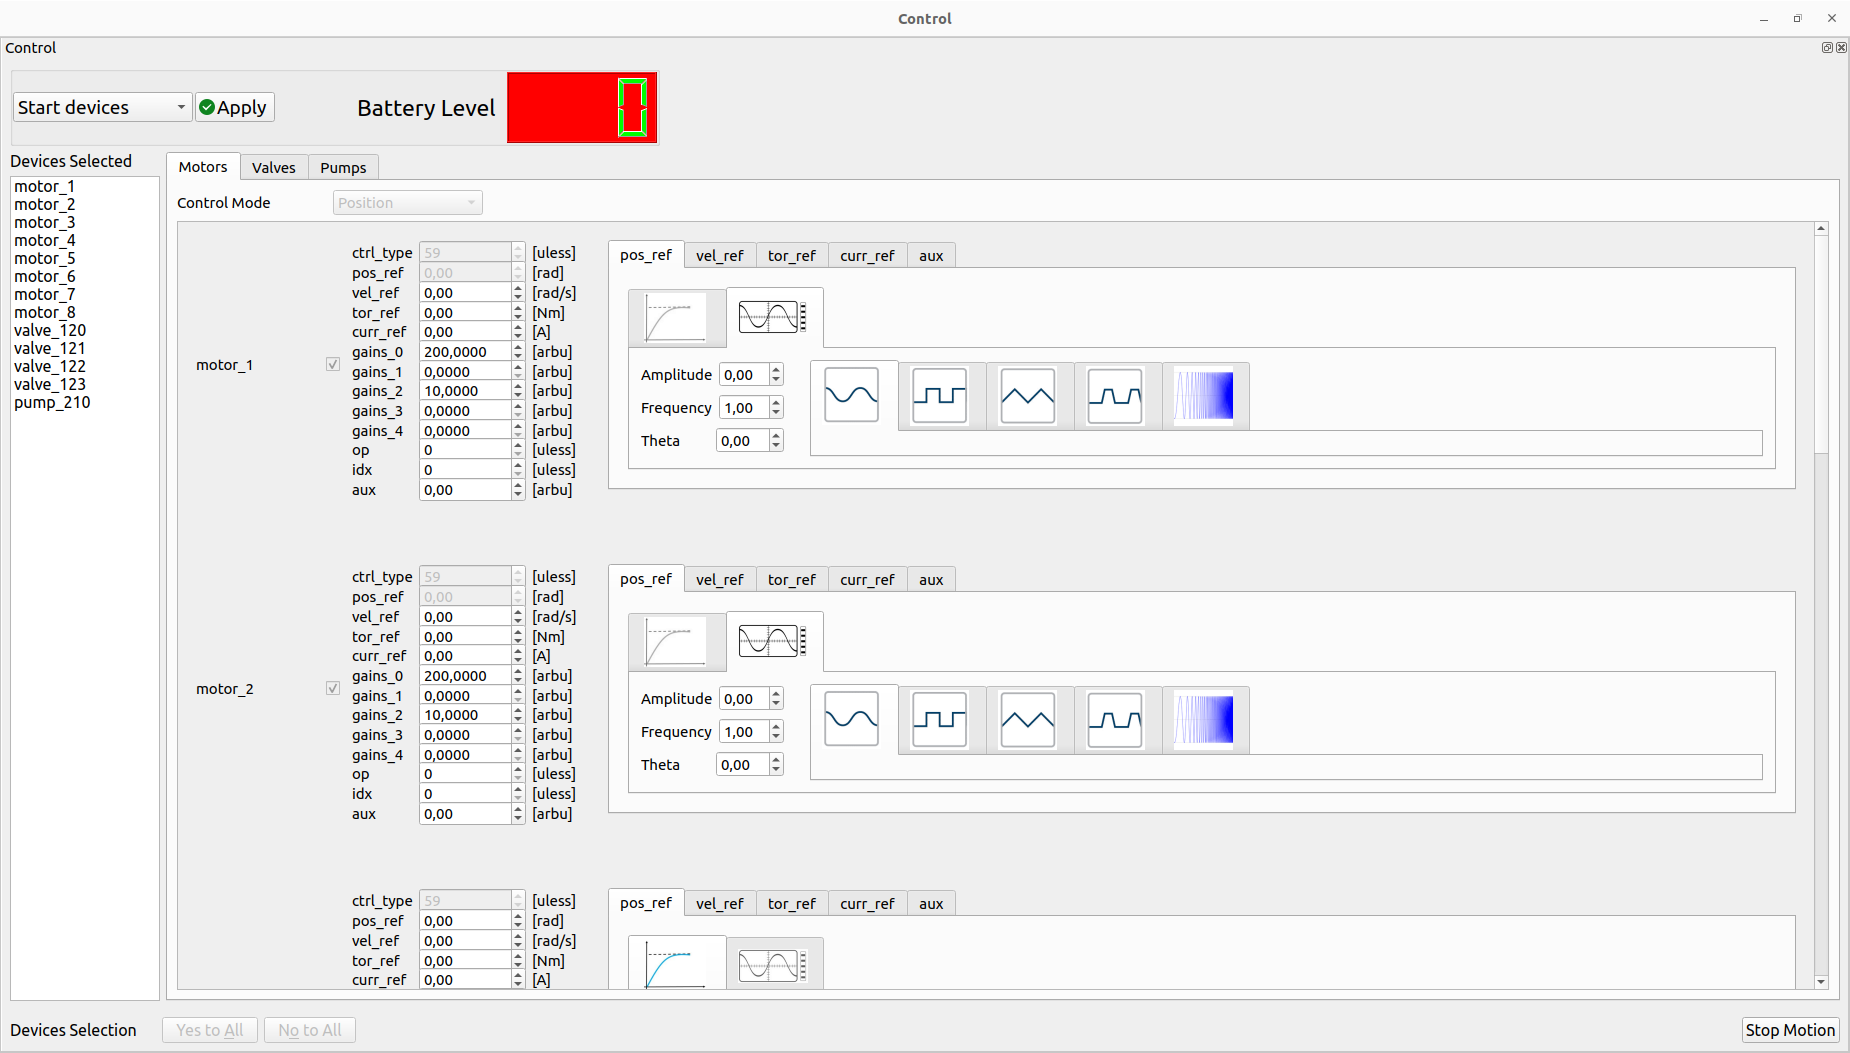 Control
Control
Start devices
Apply
Battery Level
0
Devices Selected
motor_1
motor_2
motor_3
motor_4
motor_5
motor_6
motor_7
motor_8
valve_120
valve_121
valve_122
valve_123
pump_210
Motors Valves Pumps
Control Mode Position
motor_1
ctrl_type 59 [uless]
pos_ref 0,00 [rad]
vel_ref 0,00 [rad/s]
tor_ref 0,00 [Nm]
curr_ref 0,00 [A]
gains_0 200,0000 [arbu]
gains_1 0,0000 [arbu]
gains_2 10,0000 [arbu]
gains_3 0,0000 [arbu]
gains_4 0,0000 [arbu]
op 0 [uless]
idx 0 [uless]
aux 0,00 [arbu]
pos_ref vel_ref tor_ref curr_ref aux
Amplitude 0,00
Frequency 1,00
Theta 0,00
motor_2
ctrl_type 59 [uless]
pos_ref 0,00 [rad]
vel_ref 0,00 [rad/s]
tor_ref 0,00 [Nm]
curr_ref 0,00 [A]
gains_0 200,0000 [arbu]
gains_1 0,0000 [arbu]
gains_2 10,0000 [arbu]
gains_3 0,0000 [arbu]
gains_4 0,0000 [arbu]
op 0 [uless]
idx 0 [uless]
aux 0,00 [arbu]
pos_ref vel_ref tor_ref curr_ref aux
Amplitude 0,00
Frequency 1,00
Theta 0,00
ctrl_type 59 [uless]
pos_ref 0,00 [rad]
vel_ref 0,00 [rad/s]
tor_ref 0,00 [Nm]
curr_ref 0,00 [A]
pos_ref vel_ref tor_ref curr_ref aux
Devices Selection Yes to All No to All
Stop Motion